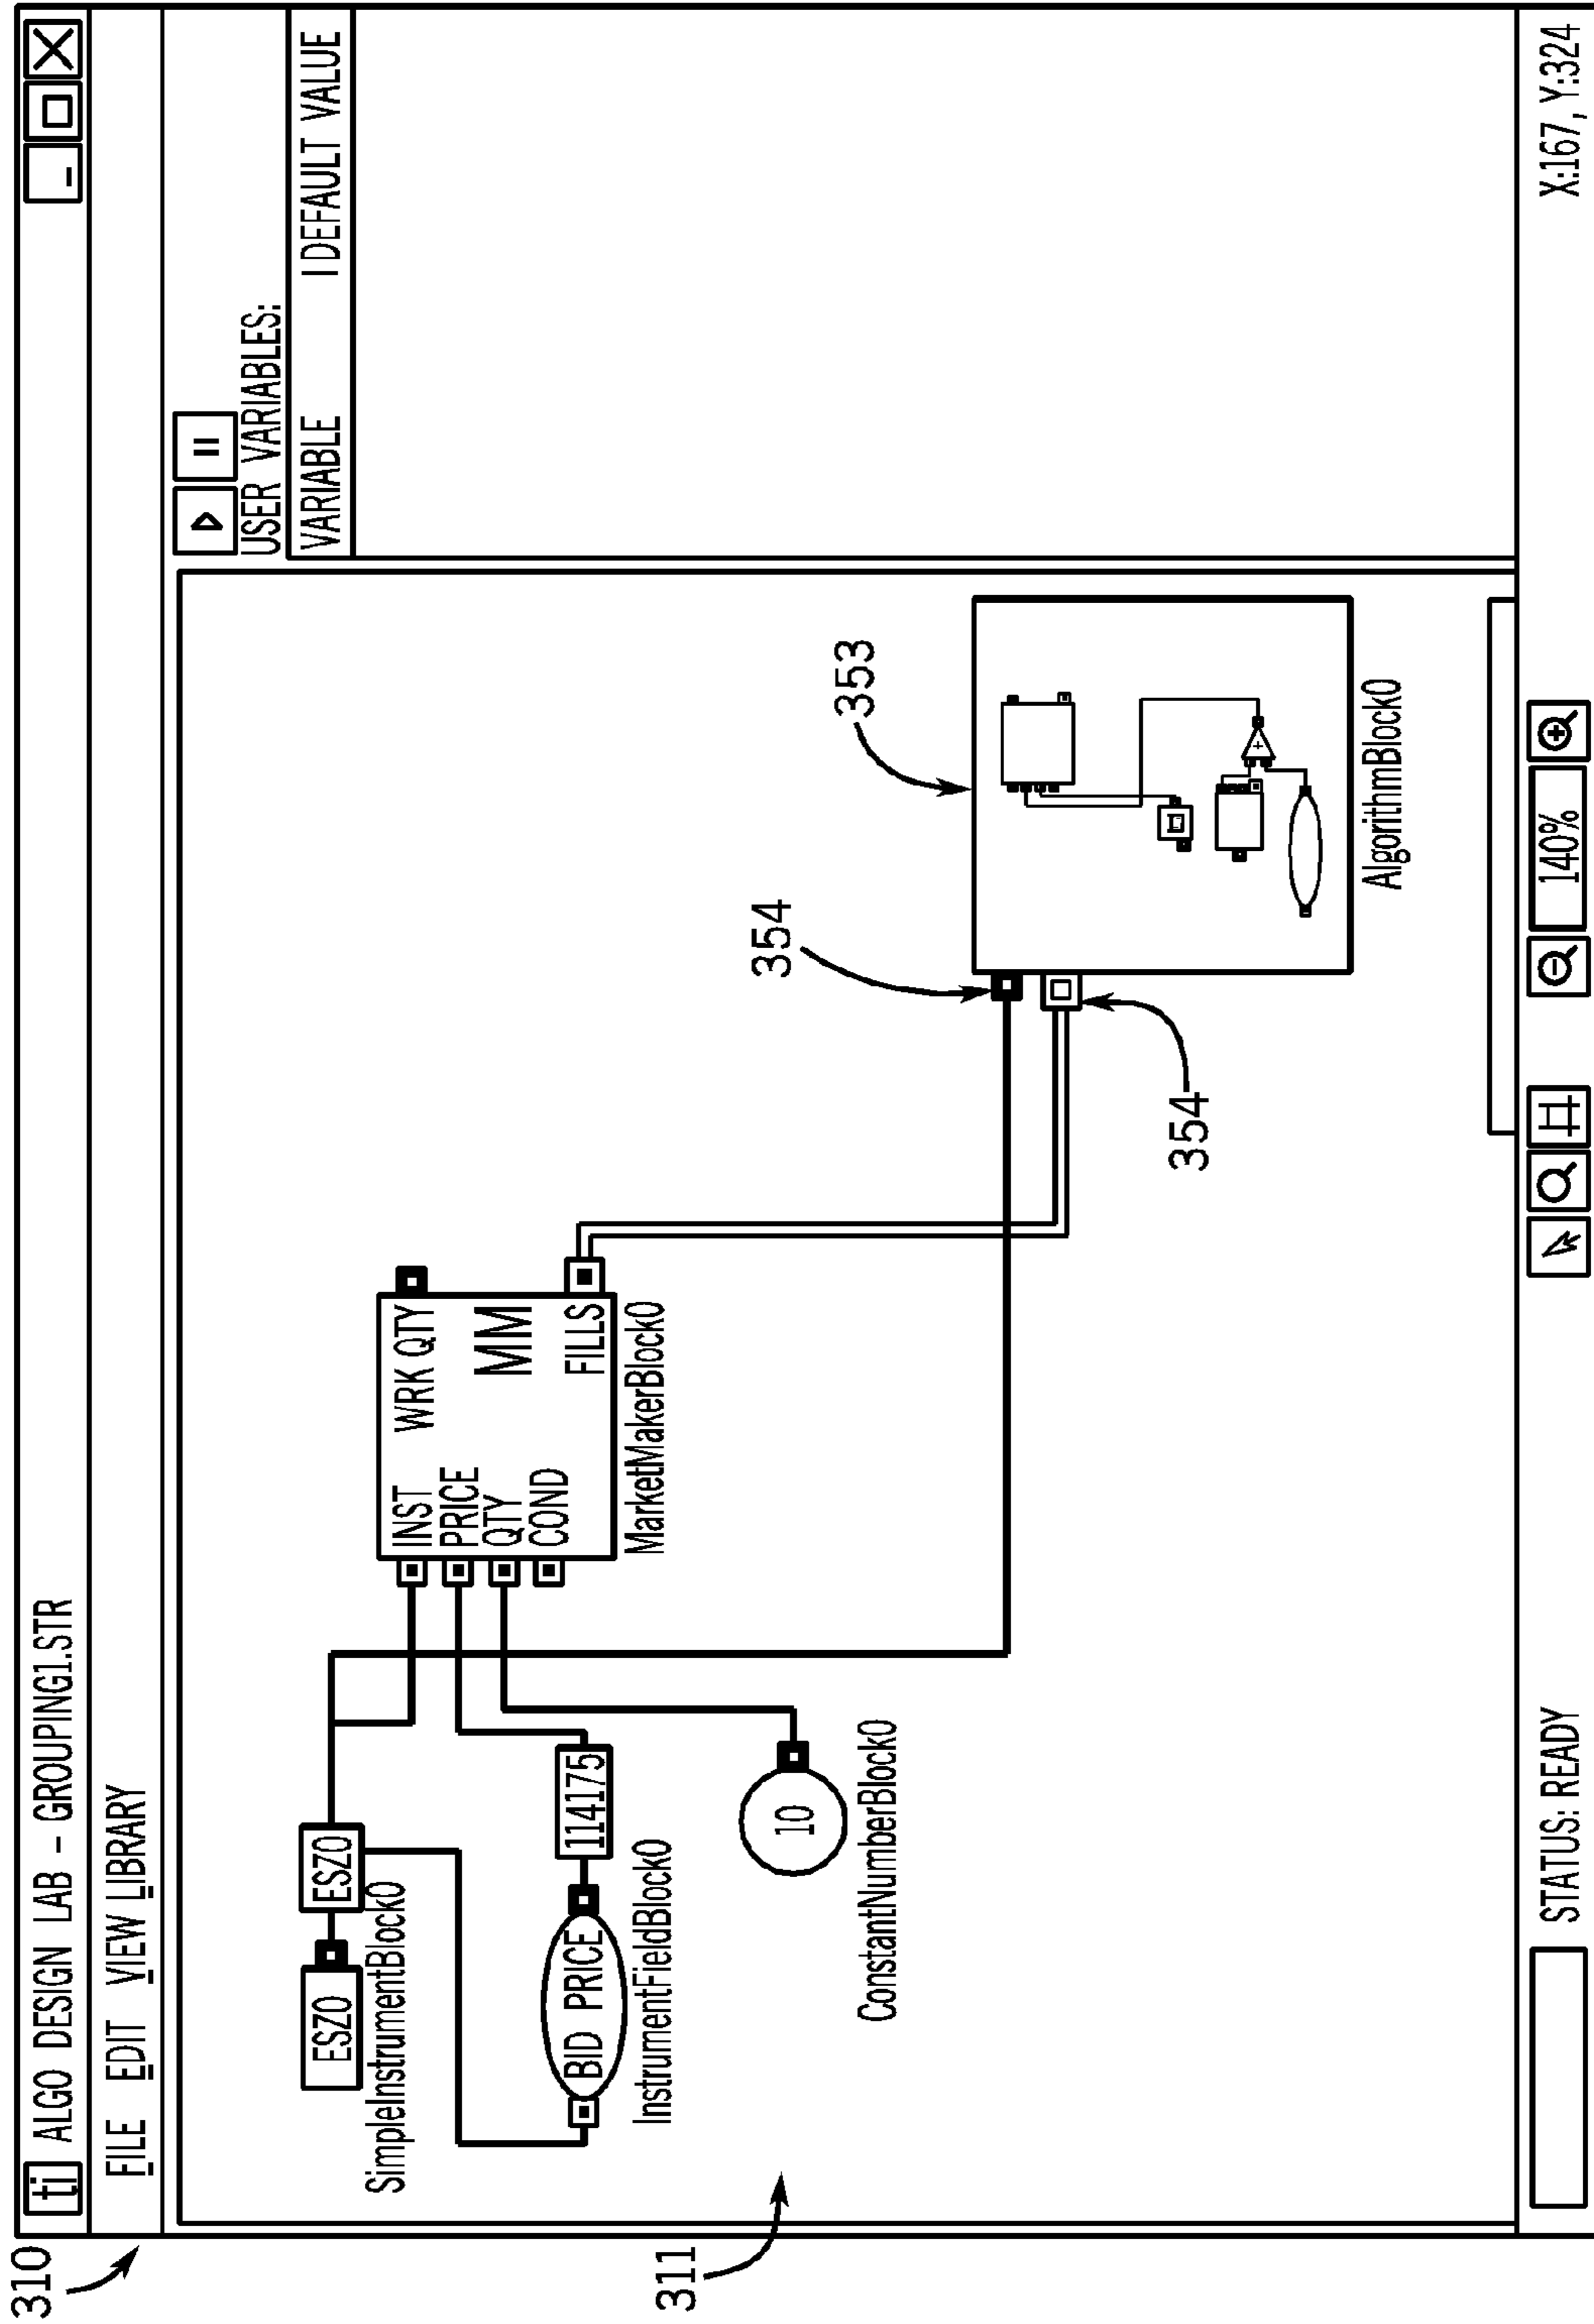 310
ti ALGO DESIGN LAB - GROUPING1.STR
FILE EDIT VIEW LIBRARY
USER VARIABLES:
VARIABLE | DEFAULT VALUE
ESZ0 ESZ0
SimpleInstrumentBlock0
INST WRK QTY
PRICE
QTY MM
COND FILLS
MarketMakerBlock0
BID PRICE 114175
InstrumentFieldBlock0
311
10
ConstantNumberBlock0
354
353
354
AlgorithmBlock0
STATUS: READY
140%
X:167, Y:324